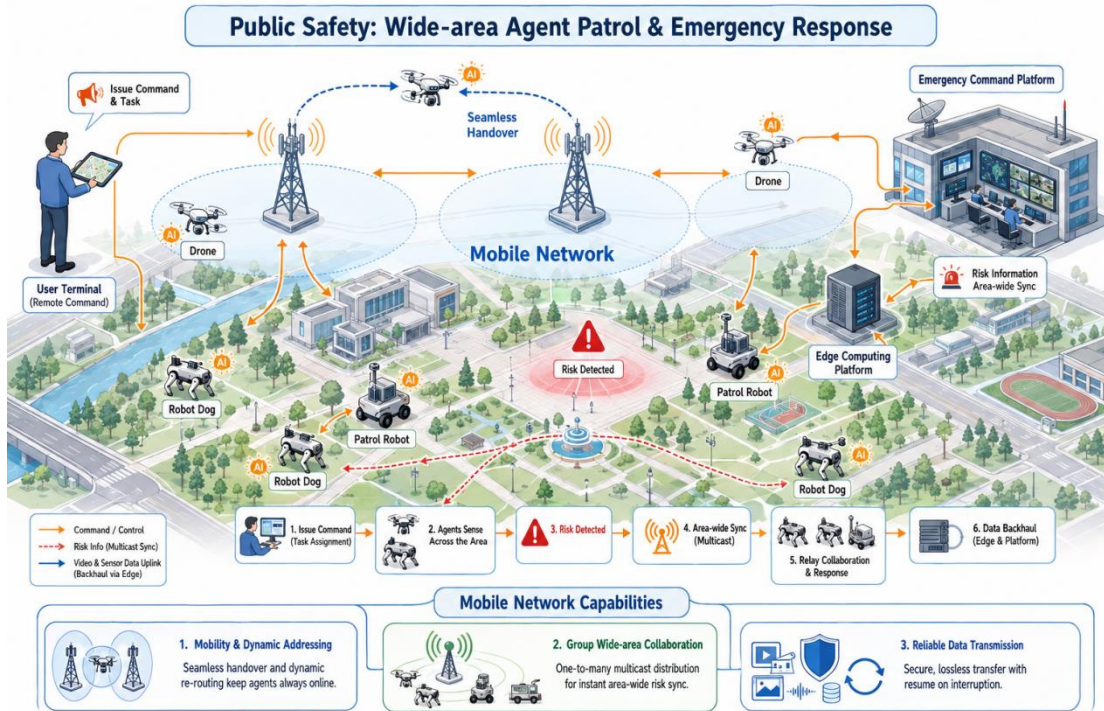 Public Safety: Wide-area Agent Patrol & Emergency Response
Issue Command
& Task
AI
Seamless
Handover
Emergency Command Platform
AI
Drone
AI
Drone
Mobile Network
User Terminal
(Remote Command)
Risk Information
Area-wide Sync
Risk Detected
Edge Computing
Platform
AI
Robot Dog
AI
Patrol Robot
AI
Patrol Robot
AI
Robot Dog
AI
Robot Dog
Command / Control
Risk Info (Multicast Sync)
Video & Sensor Data Uplink
(Backhaul via Edge)
1. Issue Command
(Task Assignment)
2. Agents Sense
Across the Area
3. Risk Detected
4. Area-wide Sync
(Multicast)
5. Relay Collaboration
& Response
6. Data Backhaul
(Edge & Platform)
Mobile Network Capabilities
1. Mobility & Dynamic Addressing
Seamless handover and dynamic
re-routing keep agents always online.
2. Group Wide-area Collaboration
One-to-many multicast distribution
for instant area-wide risk sync.
3. Reliable Data Transmission
Secure, lossless transfer with
resume on interruption.